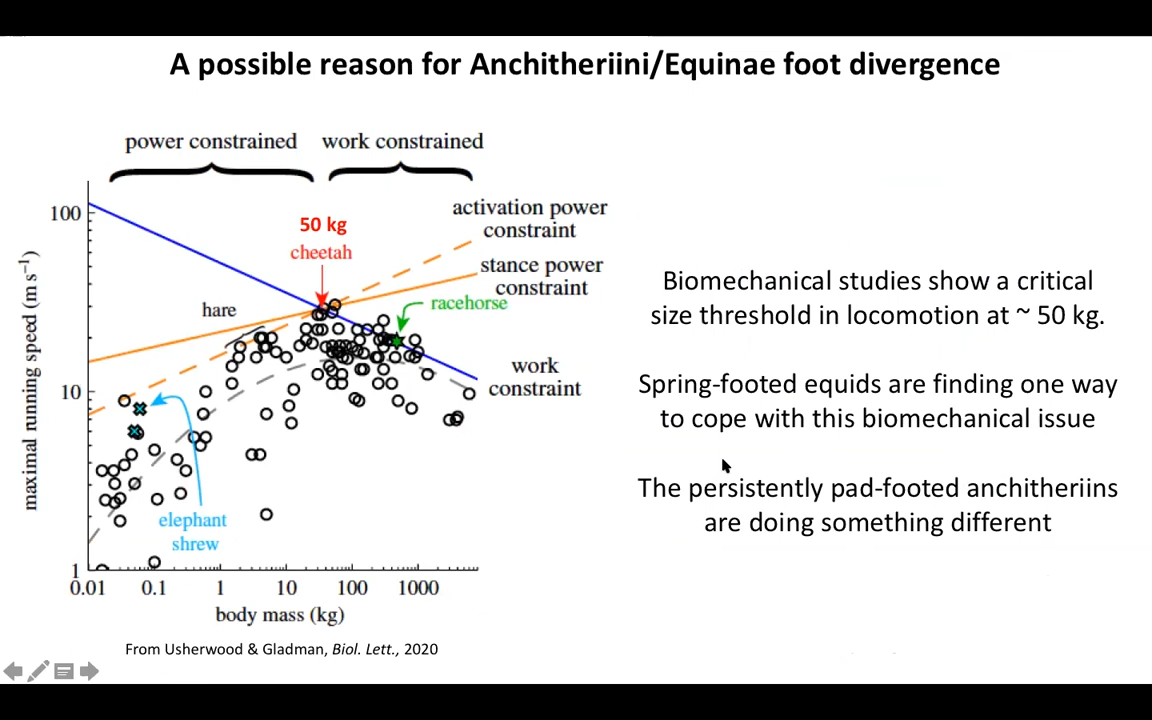 A possible reason for Anchitheriini/Equinae foot divergence
power constrained
work constrained
100
10
1
maximal running speed (m s⁻¹)
50 kg
cheetah
hare
activation power
constraint
stance power
constraint
racehorse
work
constraint
elephant
shrew
0.01
0.1
1
10
100
1000
body mass (kg)
From Usherwood & Gladman, Biol. Lett., 2020
Biomechanical studies show a critical
size threshold in locomotion at ~ 50 kg.
Spring-footed equids are finding one way
to cope with this biomechanical issue
The persistently pad-footed anchitheriins
are doing something different